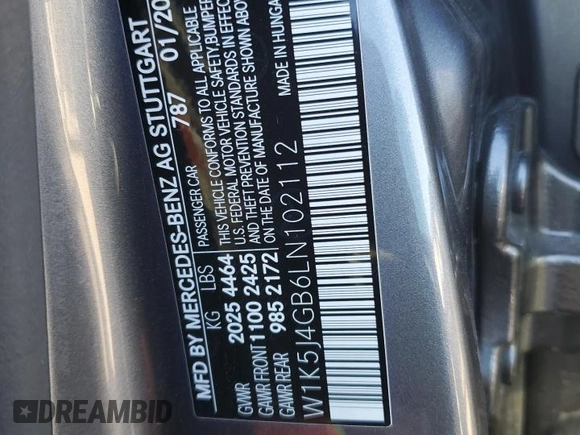 MFD BY MERCEDES-BENZ AG STUTTGART
787 01/20
PASSENGER CAR
KG LBS
GVWR 2025 4464
GAWR FRONT 1100 2425
GAWR REAR 985 2172
THIS VEHICLE CONFORMS TO ALL APPLICABLE
U.S. FEDERAL MOTOR VEHICLE SAFETY, BUMPER
AND THEFT PREVENTION STANDARDS IN EFFECT
ON THE DATE OF MANUFACTURE SHOWN ABOVE
W1K5J4GB6LN102112
MADE IN HUNGA
DREAMBID